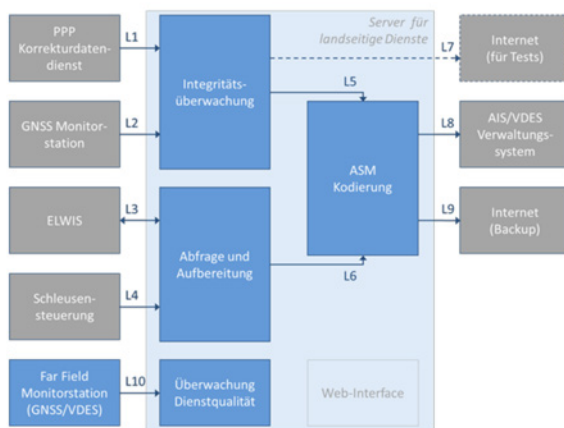 Server für
landseitige Dienste
PPP
Korrekturdaten-
dienst
L1
Integritäts-
überwachung
L7
Internet
(für Tests)
L5
GNSS Monitor-
station
L2
ASM
Kodierung
L8
AIS/VDES
Verwaltungs-
system
ELWIS
L3
Abfrage und
Aufbereitung
L9
Internet
(Backup)
L6
Schleusen-
steuerung
L4
Far Field
Monitorstation
(GNSS/VDES)
L10
Überwachung
Dienstqualität
Web-Interface